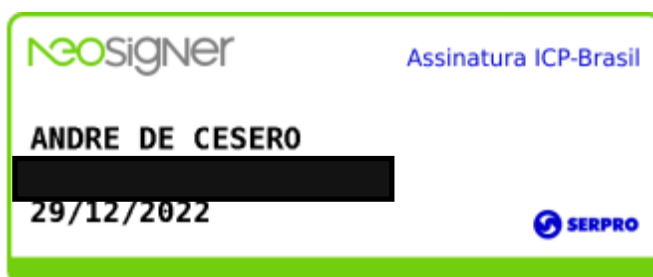 neosigner
Assinatura ICP-Brasil
ANDRE DE CESERO
29/12/2022
SERPRO